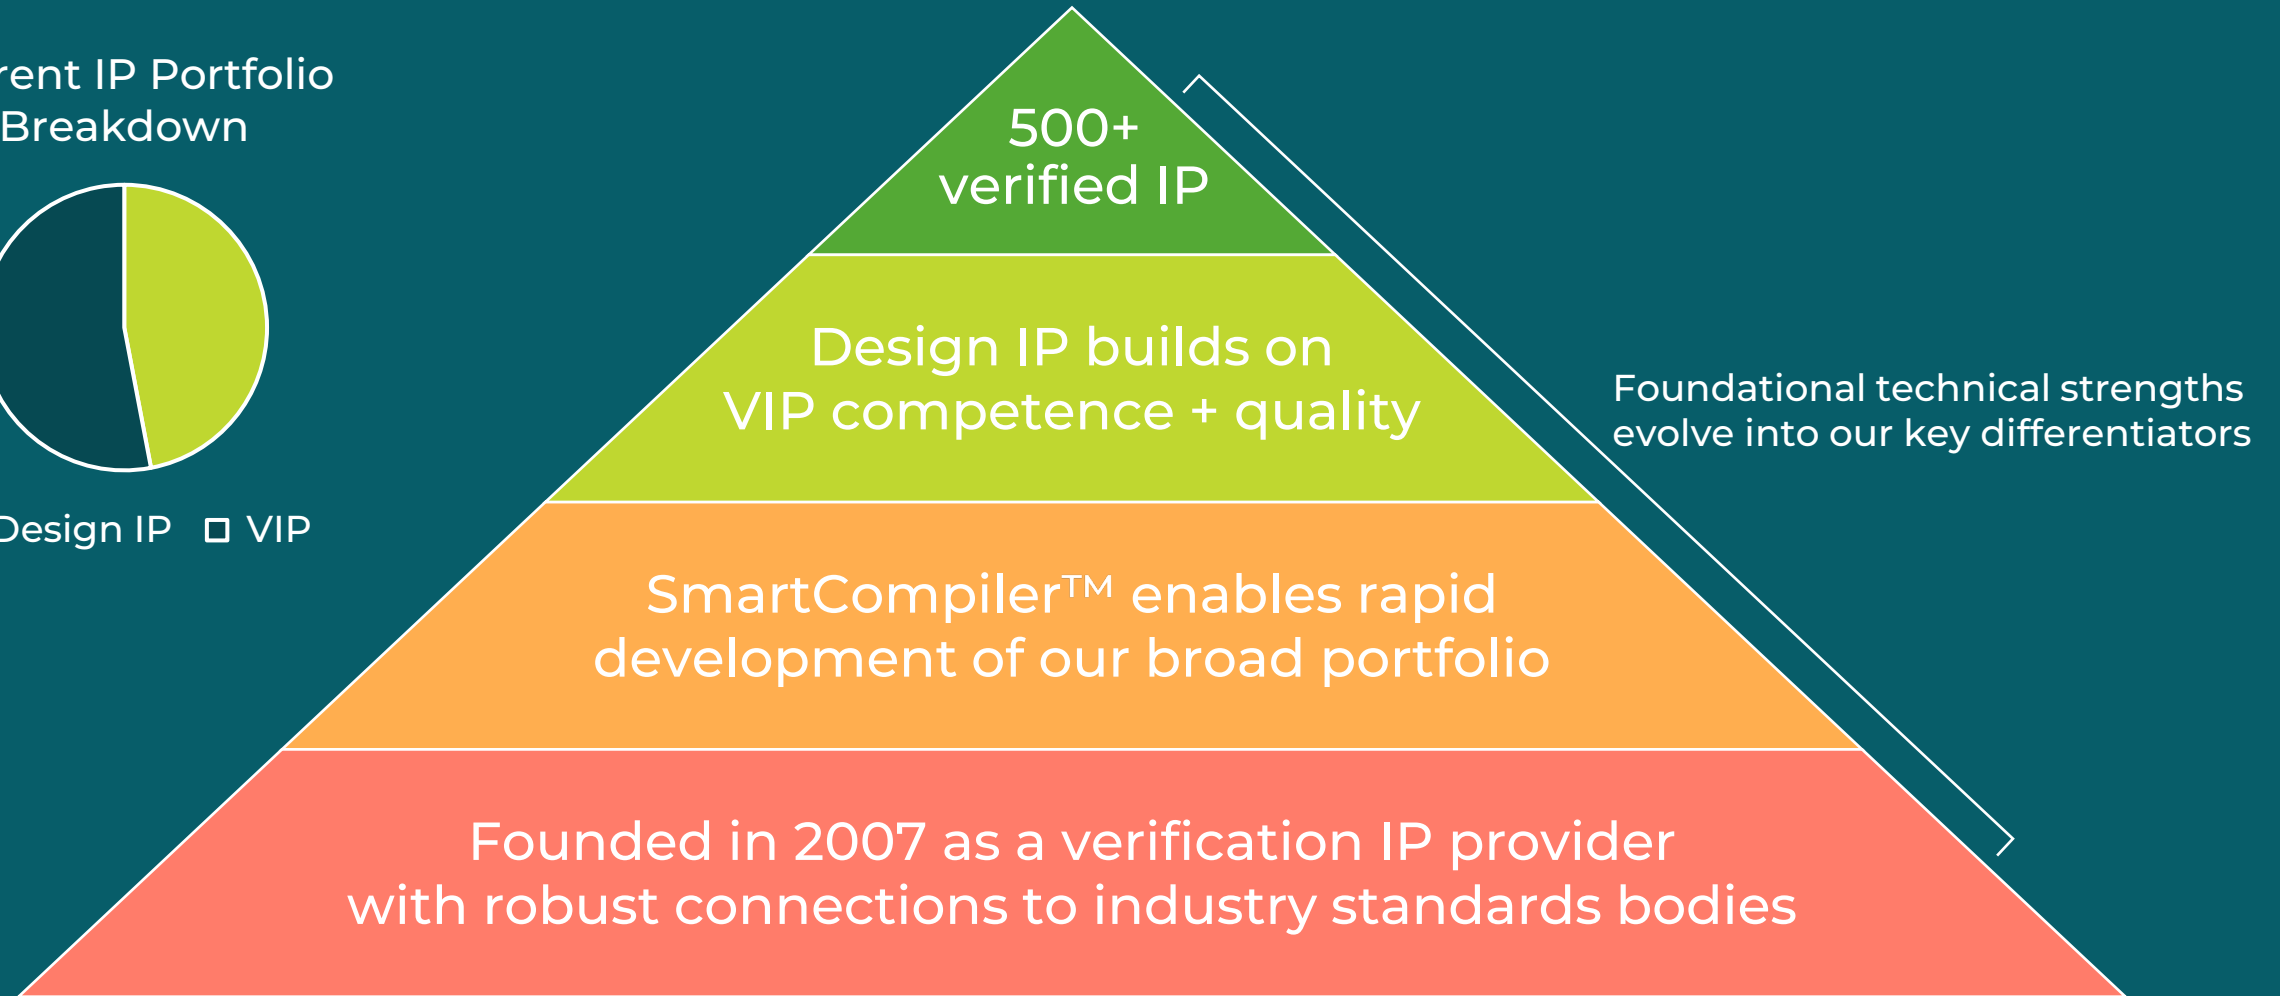 rent IP Portfolio
Breakdown
Design IP VIP
500+
verified IP
Design IP builds on
VIP competence + quality
SmartCompiler™ enables rapid
development of our broad portfolio
Founded in 2007 as a verification IP provider
with robust connections to industry standards bodies
Foundational technical strengths
evolve into our key differentiators